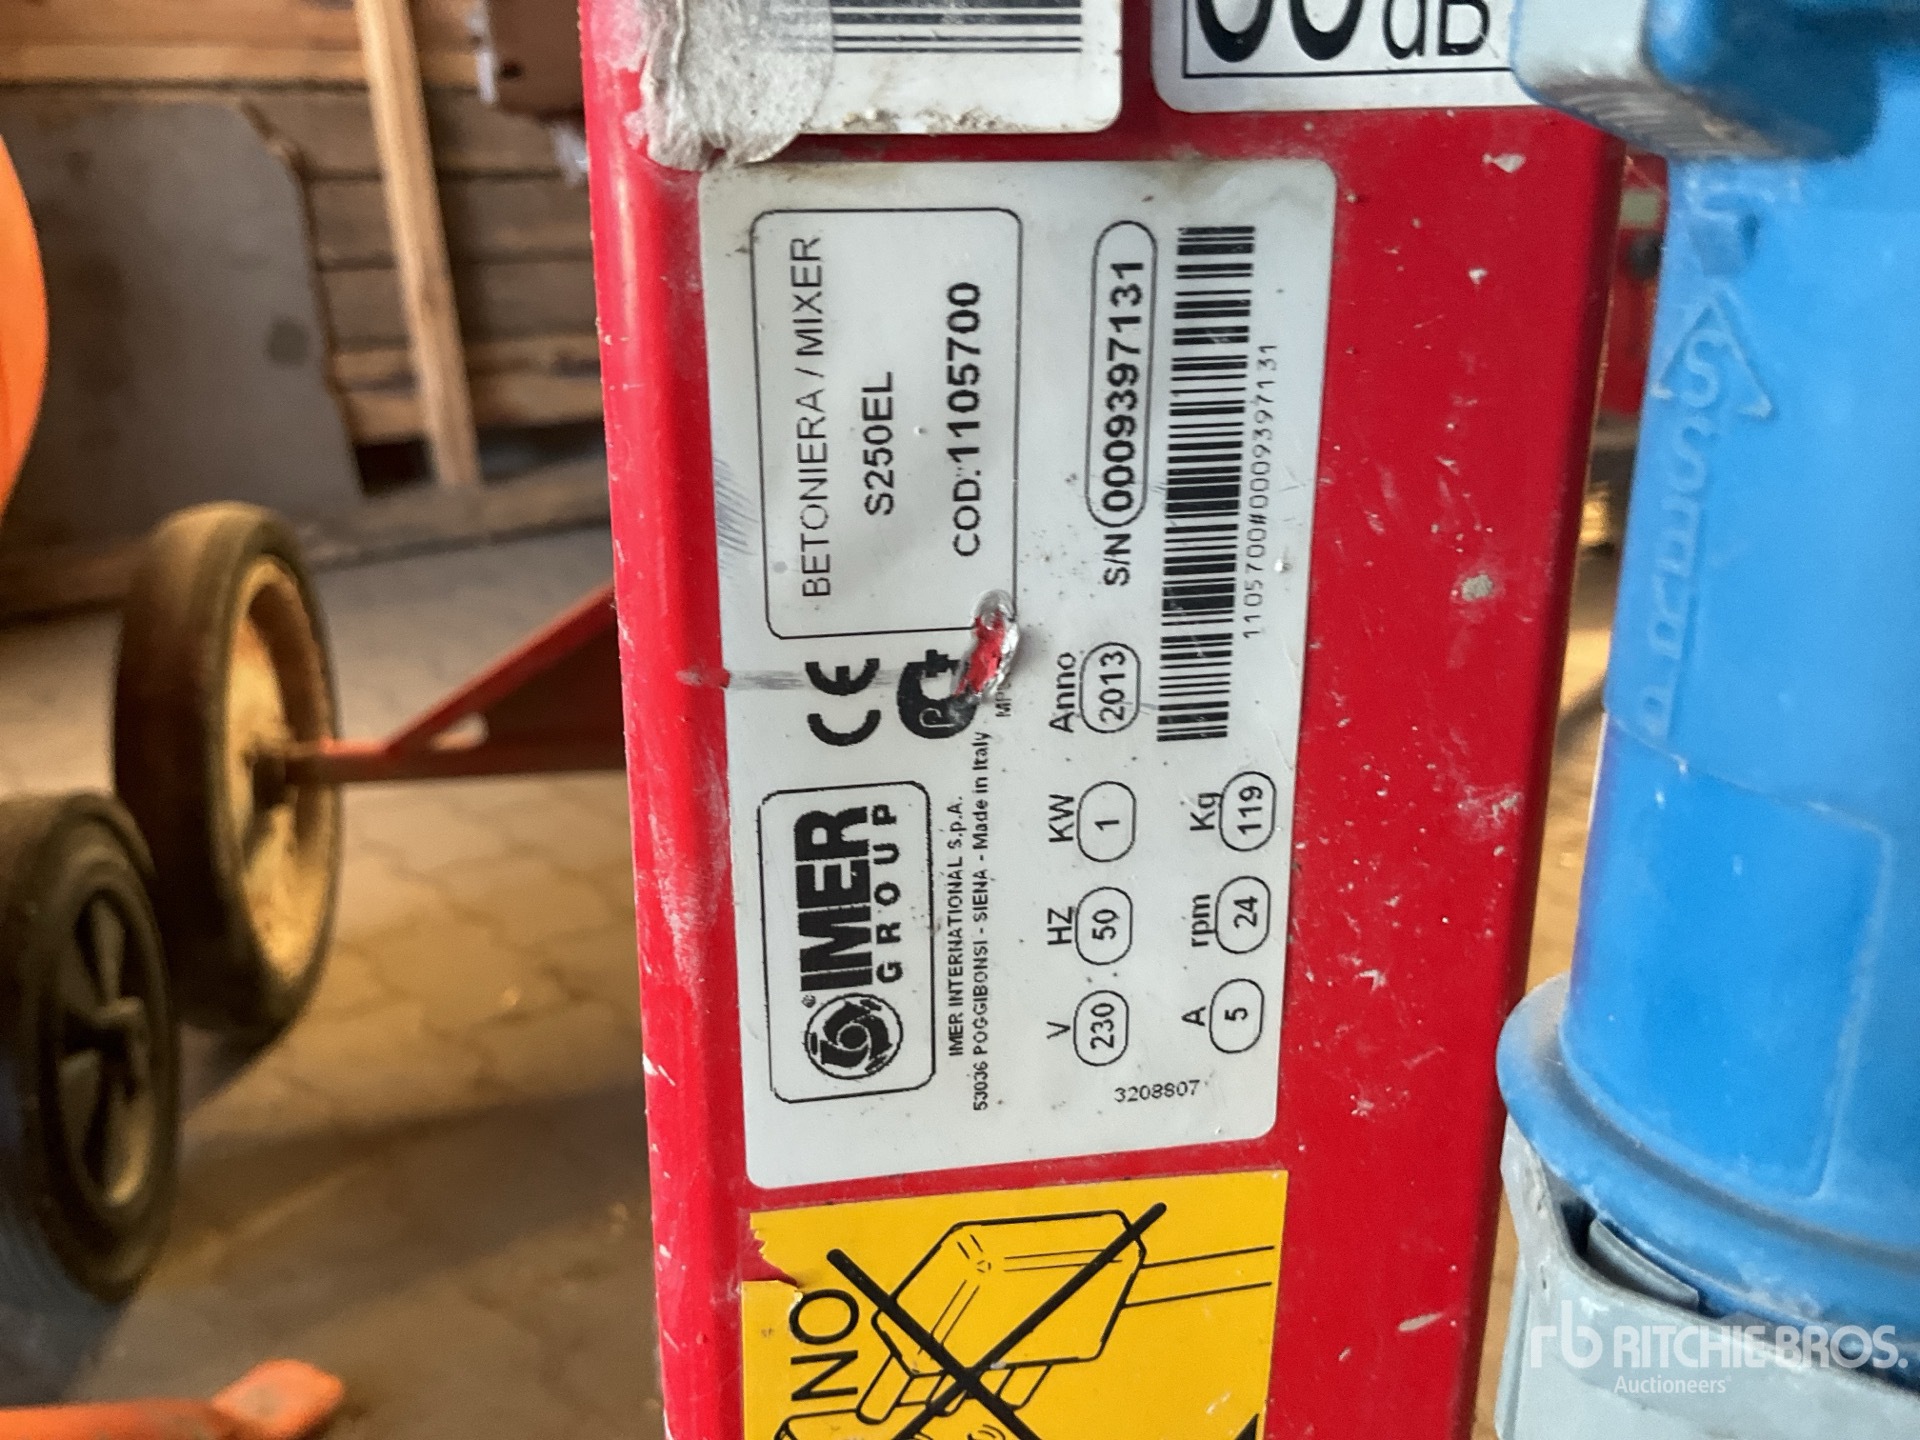 dB
BETONIERA / MIXER
S250EL
COD.:1105700
CE
IMER
GROUP
IMER INTERNATIONAL S.p.A.
53036 POGGIBONSI - SIENA - Made in Italy
V HZ KW Anno
230 50 1 2013
S/N 0009397131
A rpm Kg
5 24 119
1105700#0009397131
3208807
NO
RITCHIE BROS.
Auctioneers